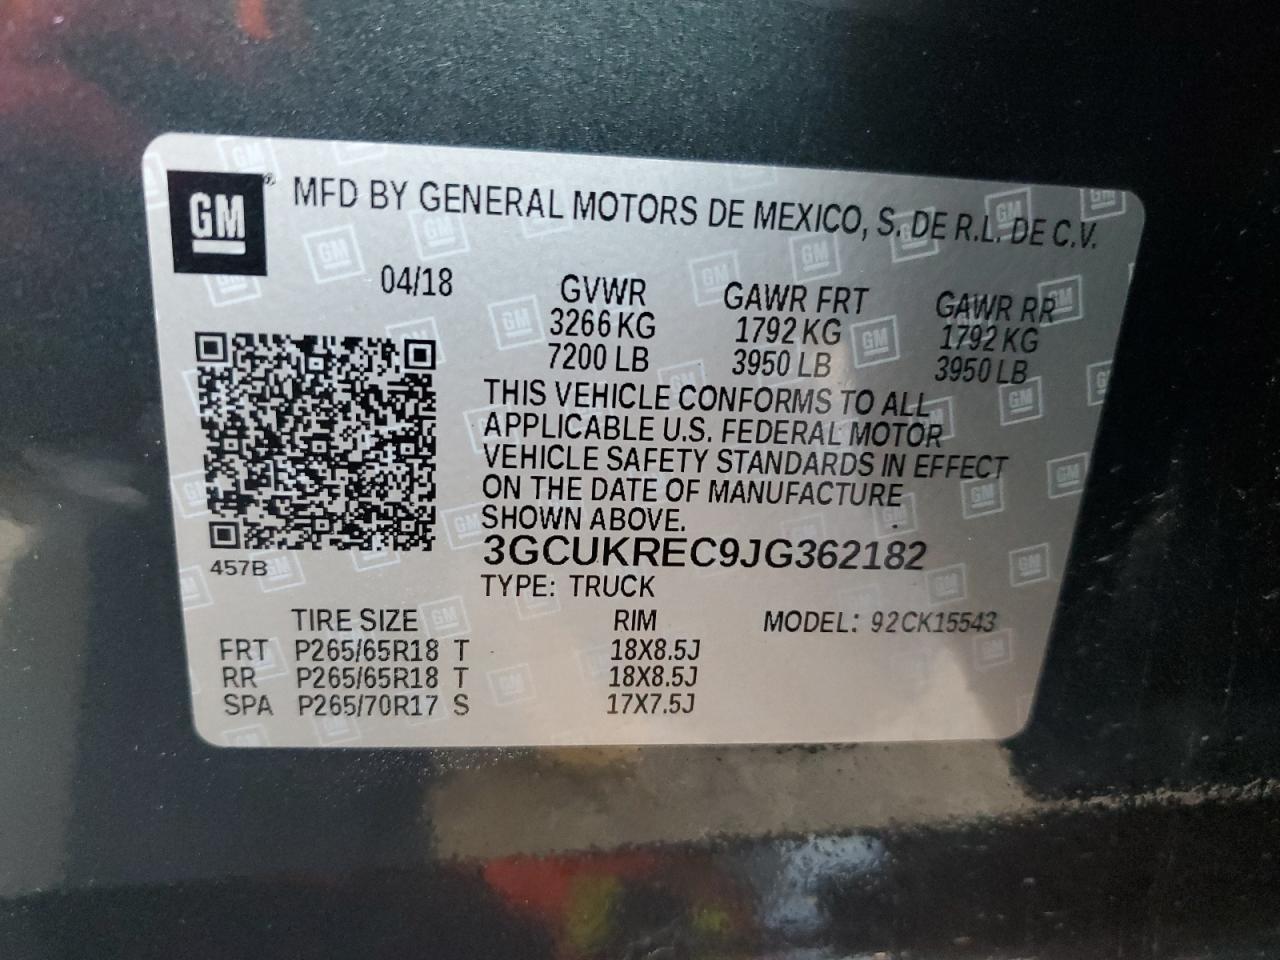 GM® MFD BY GENERAL MOTORS DE MEXICO, S. DE R.L. DE C.V.
04/18 GVWR GAWR FRT GAWR RR
3266 KG 1792 KG 1792 KG
7200 LB 3950 LB 3950 LB
THIS VEHICLE CONFORMS TO ALL
APPLICABLE U.S. FEDERAL MOTOR
VEHICLE SAFETY STANDARDS IN EFFECT
ON THE DATE OF MANUFACTURE
SHOWN ABOVE.
3GCUKREC9JG362182
457B
TYPE: TRUCK
TIRE SIZE RIM MODEL: 92CK15543
FRT P265/65R18 T 18X8.5J
RR P265/65R18 T 18X8.5J
SPA P265/70R17 S 17X7.5J